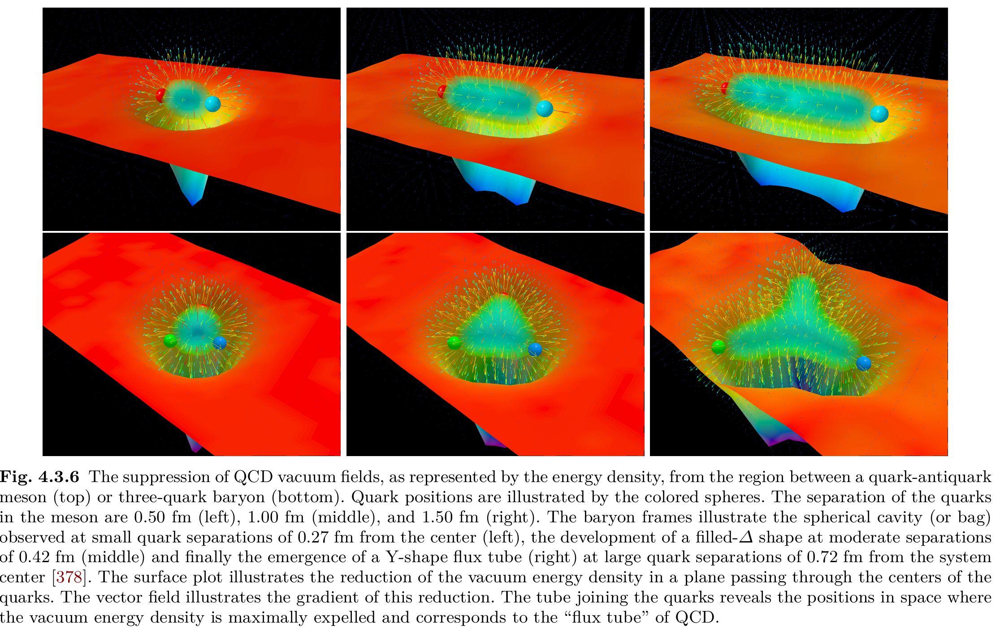 Fig. 4.3.6 The suppression of QCD vacuum fields, as represented by the energy density, from the region between a quark-antiquark
meson (top) or three-quark baryon (bottom). Quark positions are illustrated by the colored spheres. The separation of the quarks
in the meson are 0.50 fm (left), 1.00 fm (middle), and 1.50 fm (right). The baryon frames illustrate the spherical cavity (or bag)
observed at small quark separations of 0.27 fm from the center (left), the development of a filled-Δ shape at moderate separations
of 0.42 fm (middle) and finally the emergence of a Y-shape flux tube (right) at large quark separations of 0.72 fm from the system
center [378]. The surface plot illustrates the reduction of the vacuum energy density in a plane passing through the centers of the
quarks. The vector field illustrates the gradient of this reduction. The tube joining the quarks reveals the positions in space where
the vacuum energy density is maximally expelled and corresponds to the “flux tube” of QCD.